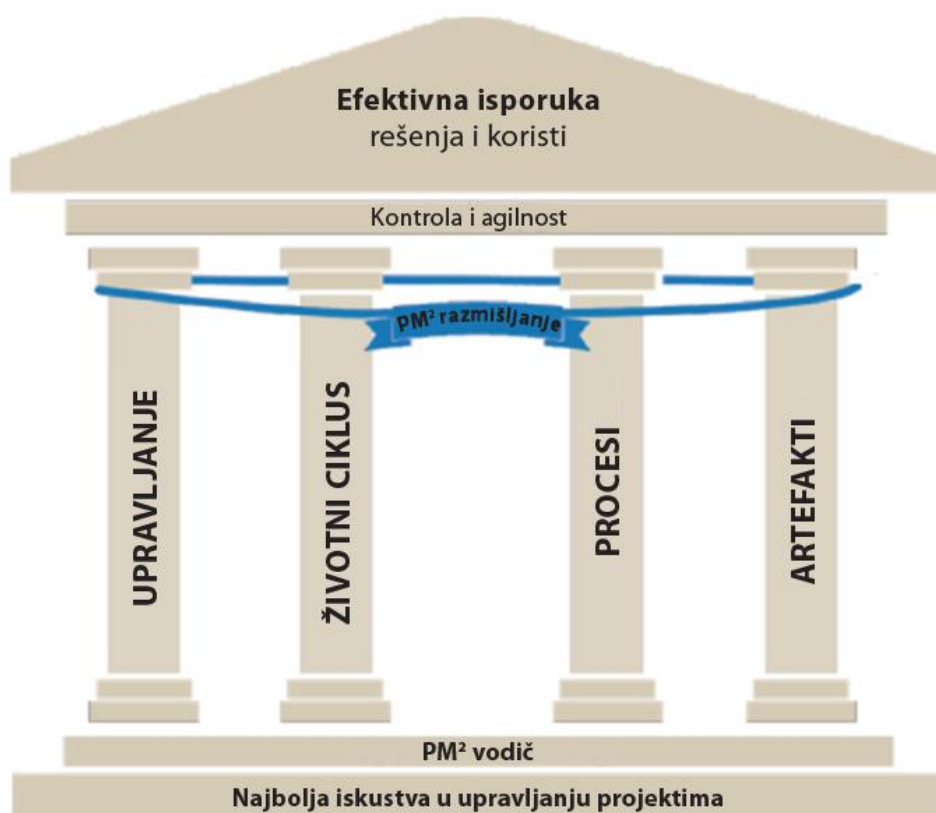 Efektivna isporuka
rešenja i koristi
Kontrola i agilnost
PM² razmišljanje
UPRAVLJANJE
ŽIVOTNI CIKLUS
PROCESI
ARTEFAKTI
PM² vodič
Najbolja iskustva u upravljanju projektima